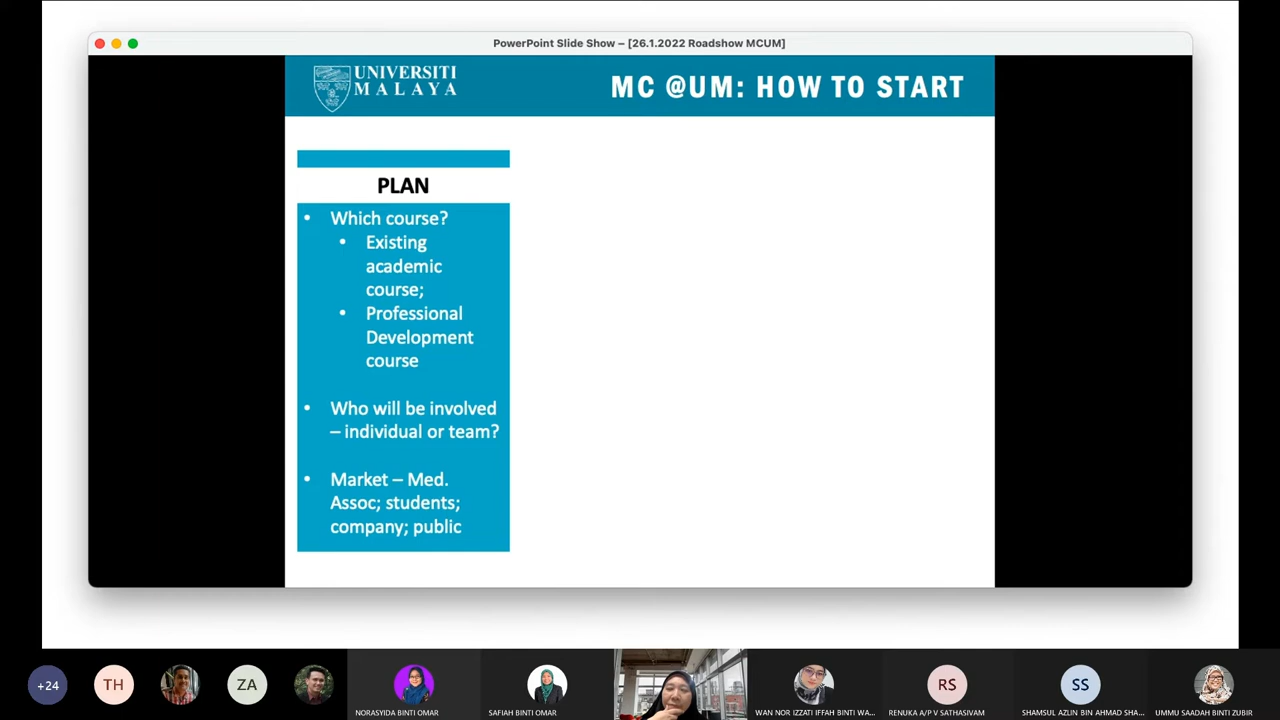 PowerPoint Slide Show – [26.1.2022 Roadshow MCUM]
UNIVERSITI
MALAYA
MC @UM: HOW TO START
PLAN
• Which course?
• Existing
academic
course;
• Professional
Development
course
• Who will be involved
– individual or team?
• Market – Med.
Assoc; students;
company; public
+24
TH
ZA
NORASYIDA BINTI OMAR
SAFIAH BINTI OMAR
WAN NOR IZZATI IFFAH BINTI WA...
RS
RENUKA A/P V SATHASIVAM
SS
SHAMSUL AZLIN BIN AHMAD SHA...
UMMU SAADAH BINTI ZUBIR